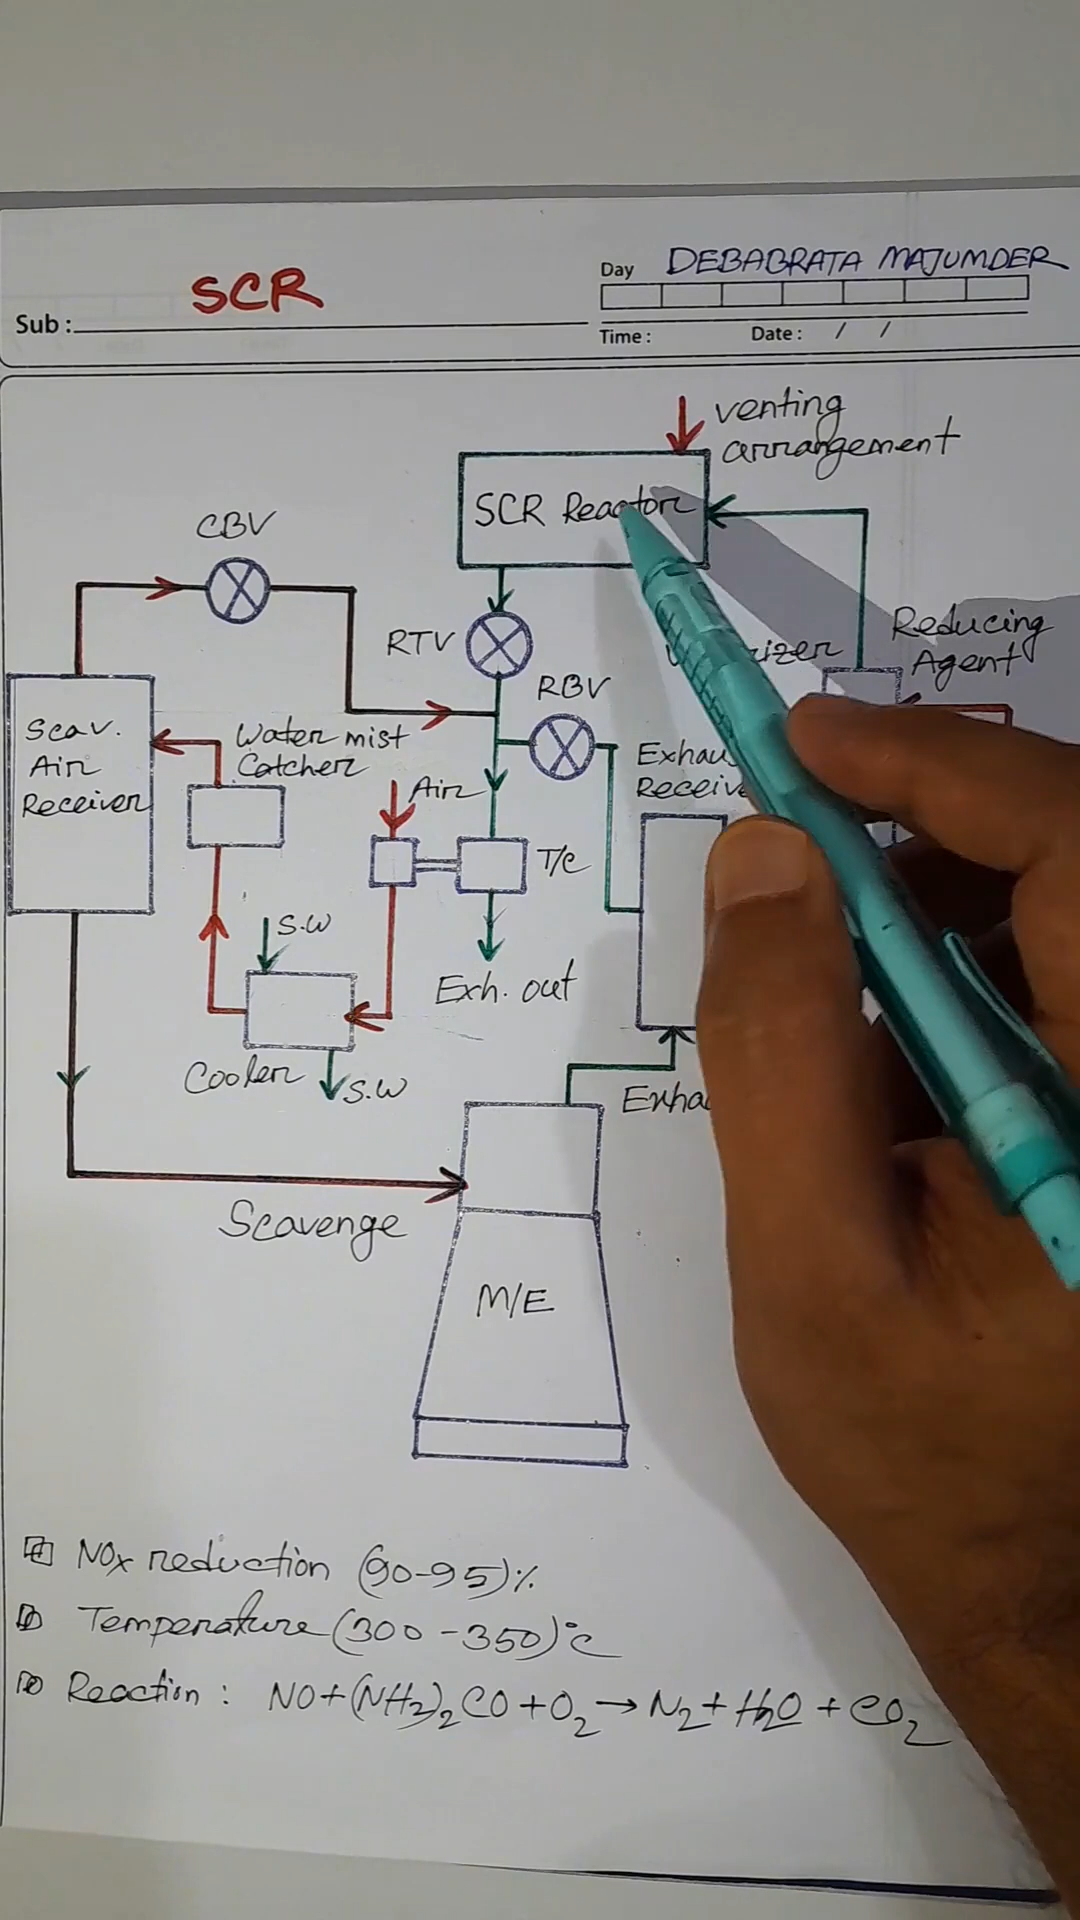 DEBABRATA MAJUMDER
Day
SCR
Sub :
Time :
Date : / /
venting
arrangement
SCR Reactor
CBV
RTV
Reducing
Agent
RBV
Scav.
Air
Receiver
Water mist
Catcher
Air
T/C
S.W
Exh. out
Cooler
S.W
Scavenge
M/E
NOx reduction (90-95)%
Temperature (300-350)°c
Reaction : NO+(NH2)2CO+O2→N2+H2O+CO2